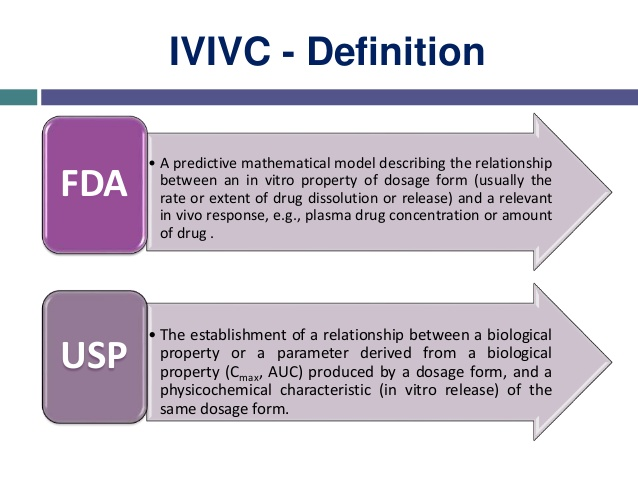 IVIVC - Definition
FDA
• A predictive mathematical model describing the relationship
between an in vitro property of dosage form (usually the
rate or extent of drug dissolution or release) and a relevant
in vivo response, e.g., plasma drug concentration or amount
of drug .
USP
• The establishment of a relationship between a biological
property or a parameter derived from a biological
property (Cmax, AUC) produced by a dosage form, and a
physicochemical characteristic (in vitro release) of the
same dosage form.